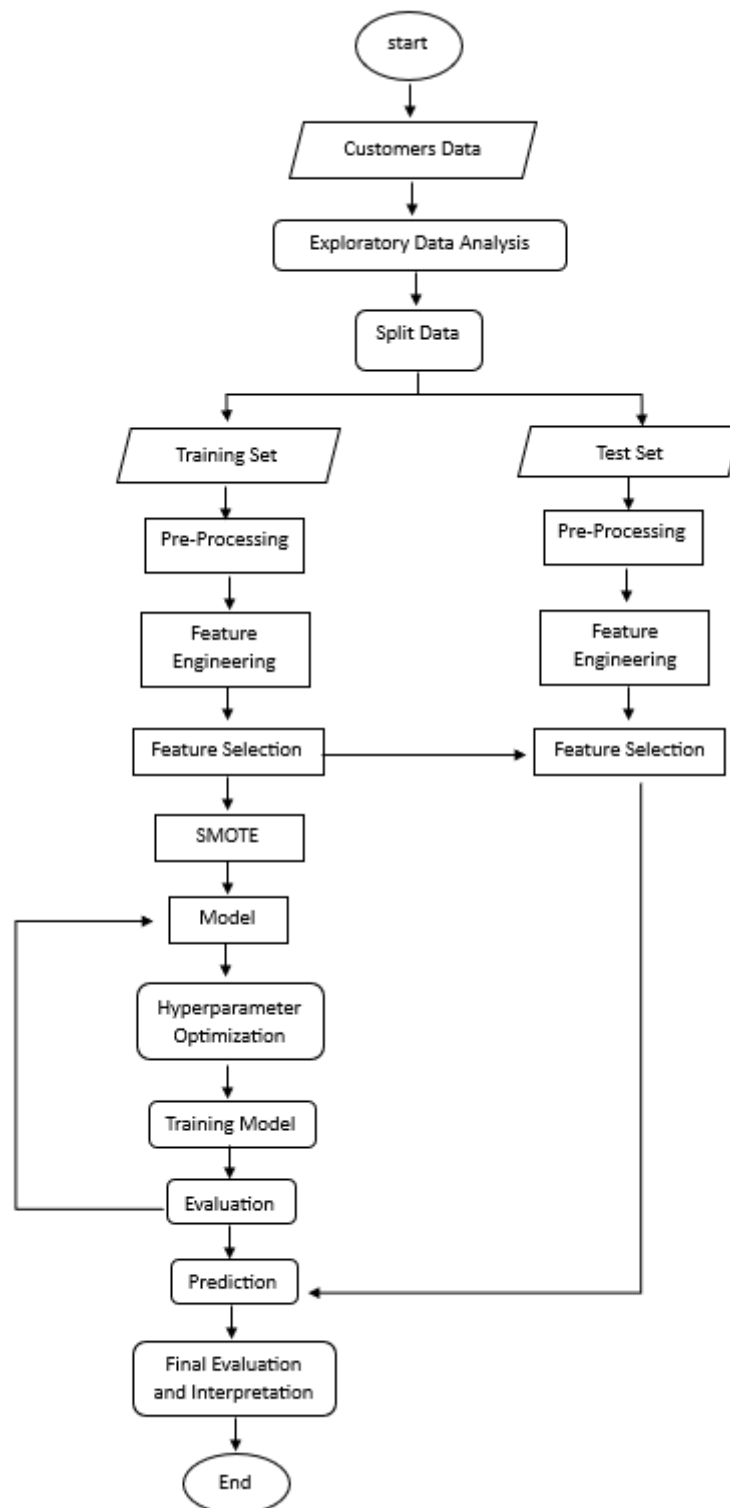 start
Customers Data
Exploratory Data Analysis
Split Data
Training Set
Test Set
Pre-Processing
Pre-Processing
Feature
Engineering
Feature
Engineering
Feature Selection
Feature Selection
SMOTE
Model
Hyperparameter
Optimization
Training Model
Evaluation
Prediction
Final Evaluation
and Interpretation
End